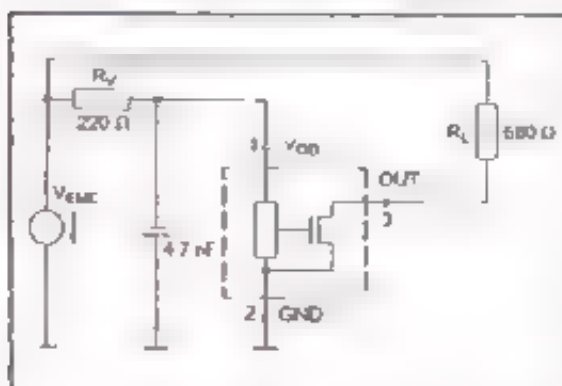 R_V
220 Ω
1 V_DD
R_L 680 Ω
V_EMC
OUT
3
4.7 nF
2 GND